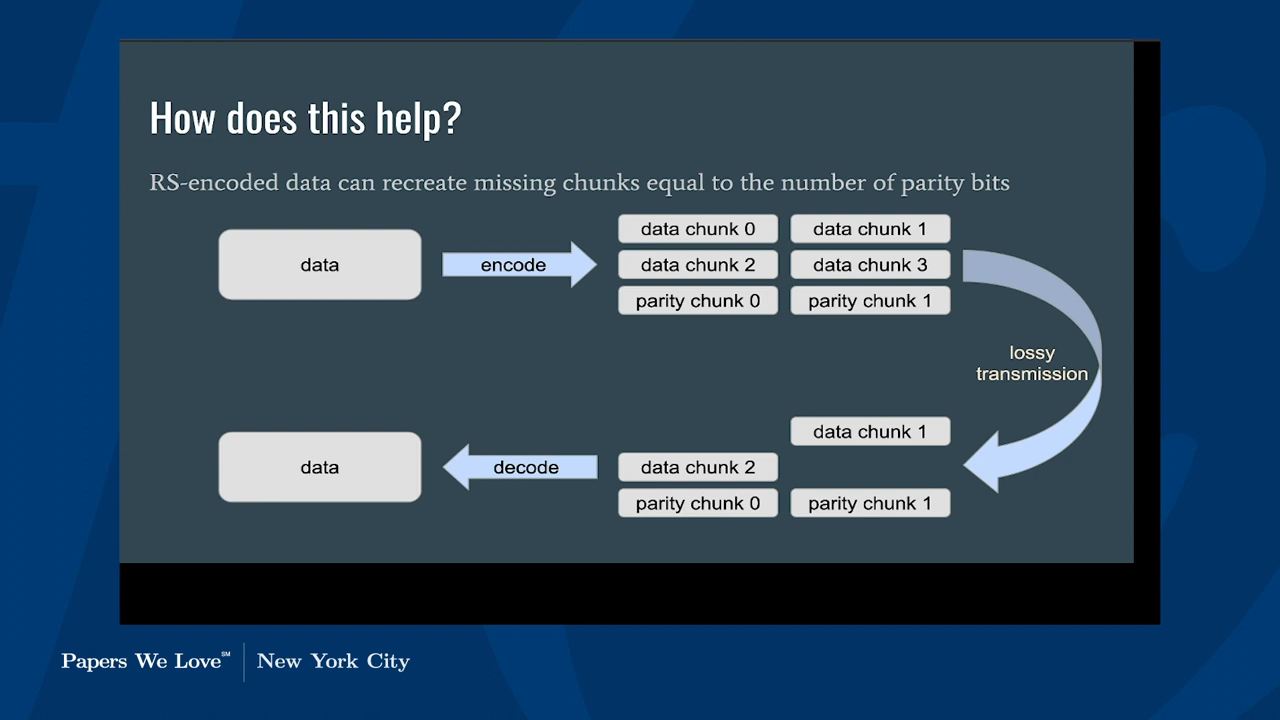 How does this help?
RS-encoded data can recreate missing chunks equal to the number of parity bits
data
encode
data chunk 0
data chunk 1
data chunk 2
data chunk 3
parity chunk 0
parity chunk 1
lossy
transmission
data
decode
data chunk 1
data chunk 2
parity chunk 0
parity chunk 1
Papers We Love℠ | New York City